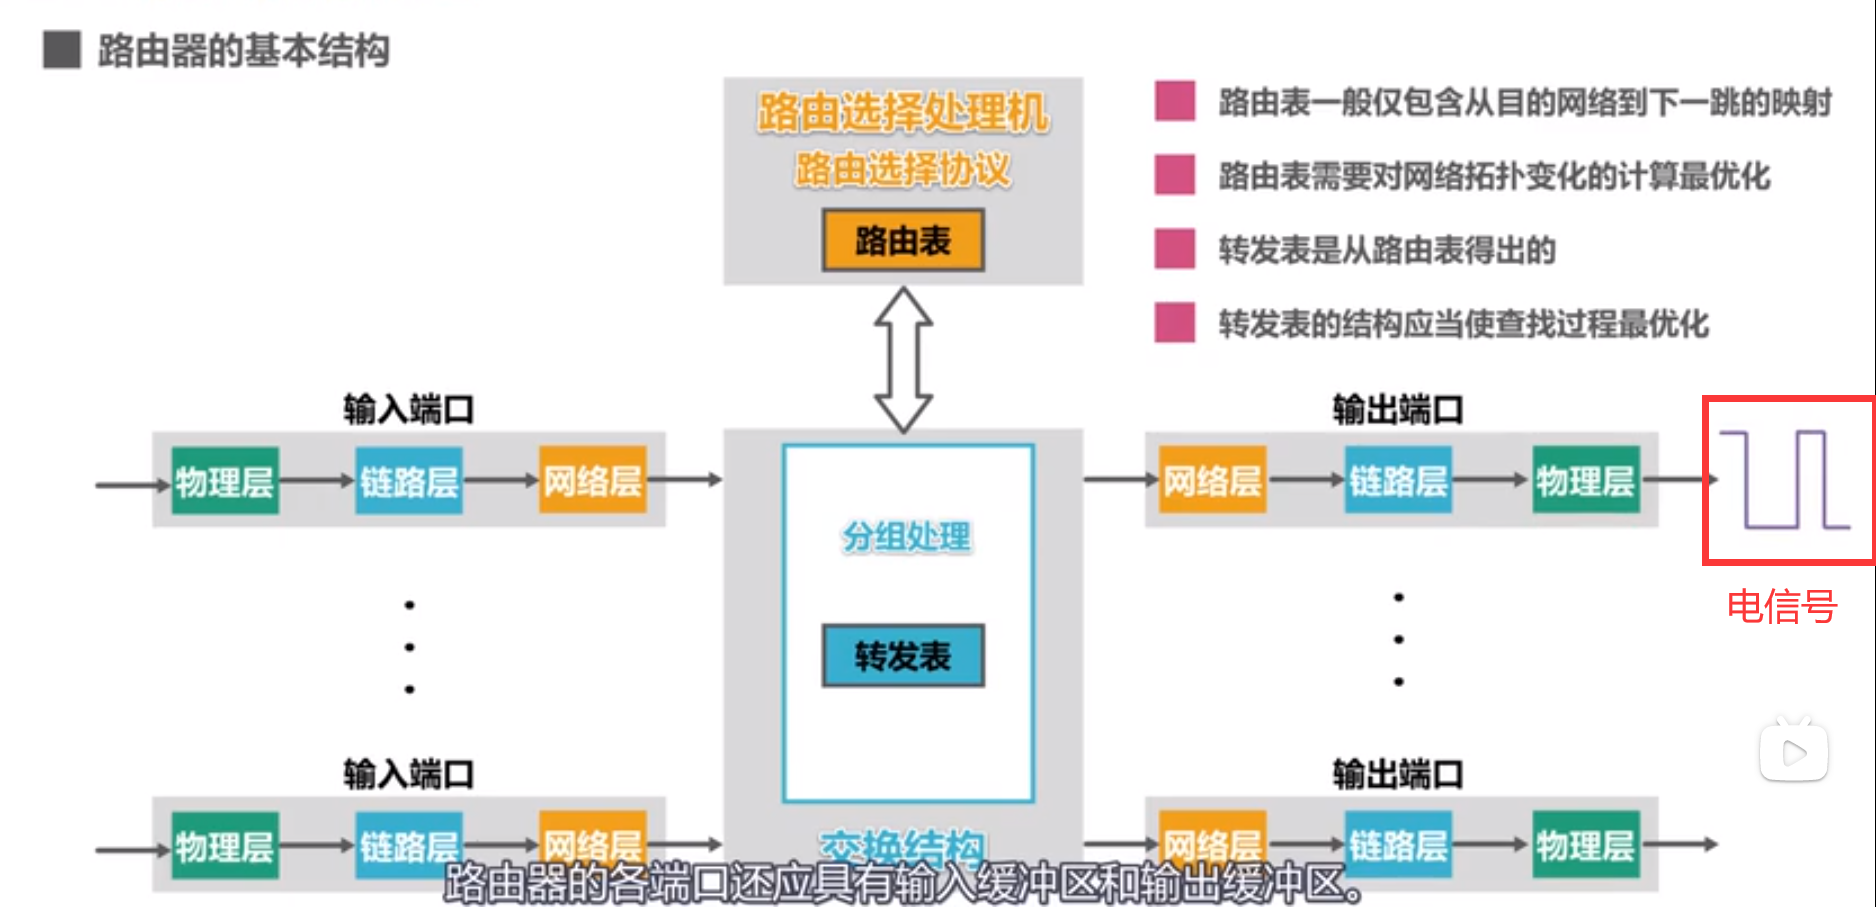 路由器的基本结构
路由选择处理机
路由选择协议
路由表
路由表一般仅包含从目的网络到下一跳的映射
路由表需要对网络拓扑变化的计算最优化
转发表是从路由表得出的
转发表的结构应当使查找过程最优化
输入端口
物理层 链路层 网络层
分组处理
转发表
输出端口
网络层 链路层 物理层
电信号
输入端口
物理层 链路层 网络层
交换结构
输出端口
网络层 链路层 物理层
路由器的各端口还应具有输入缓冲区和输出缓冲区。